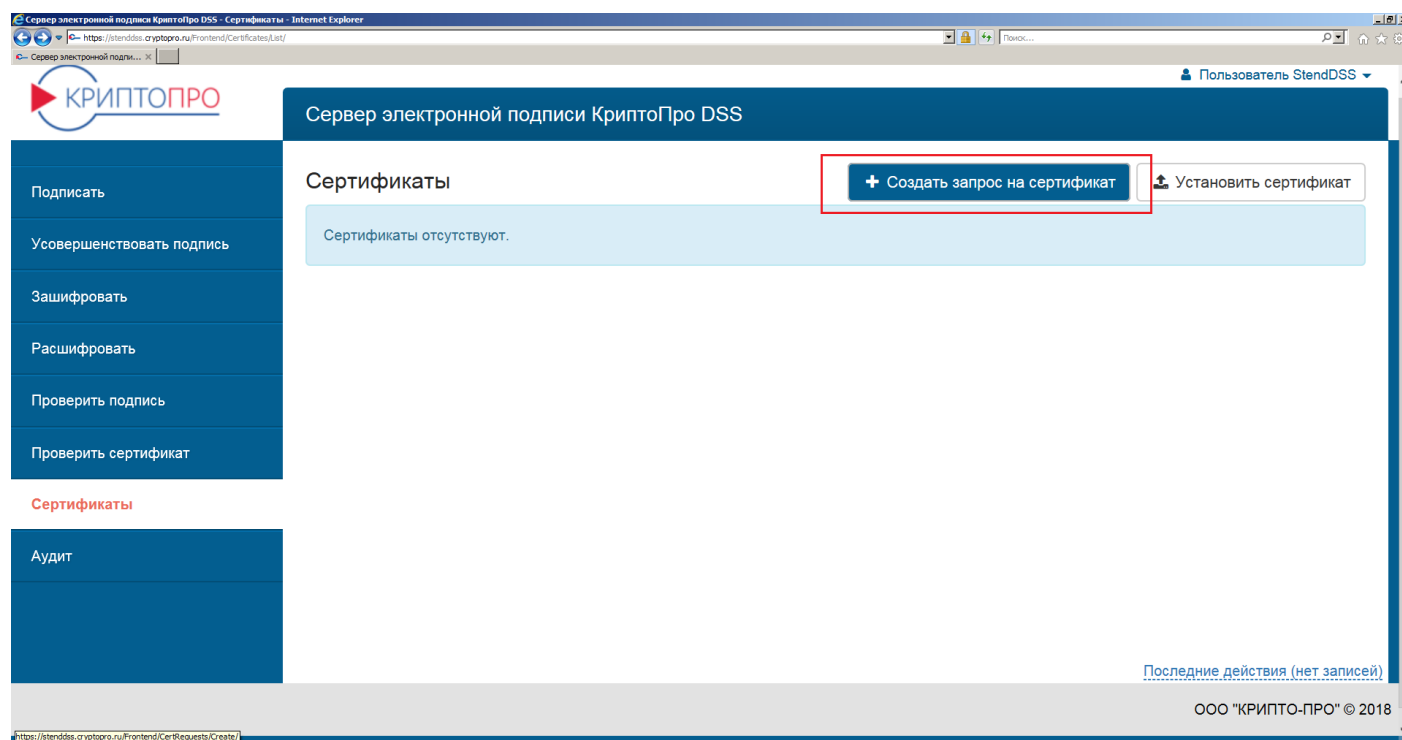 Сервер электронной подписи КриптоПро DSS - Сертификаты - Internet Explorer
https://stenddss.cryptopro.ru/Frontend/Certificates/List/
Поиск...
Сервер электронной подпи...
Пользователь StendDSS
КРИПТОПРО
Сервер электронной подписи КриптоПро DSS
Сертификаты
+ Создать запрос на сертификат
Установить сертификат
Сертификаты отсутствуют.
Подписать
Усовершенствовать подпись
Зашифровать
Расшифровать
Проверить подпись
Проверить сертификат
Сертификаты
Аудит
Последние действия (нет записей)
ООО "КРИПТО-ПРО" © 2018
https://stenddss.cryptopro.ru/Frontend/CertRequests/Create/